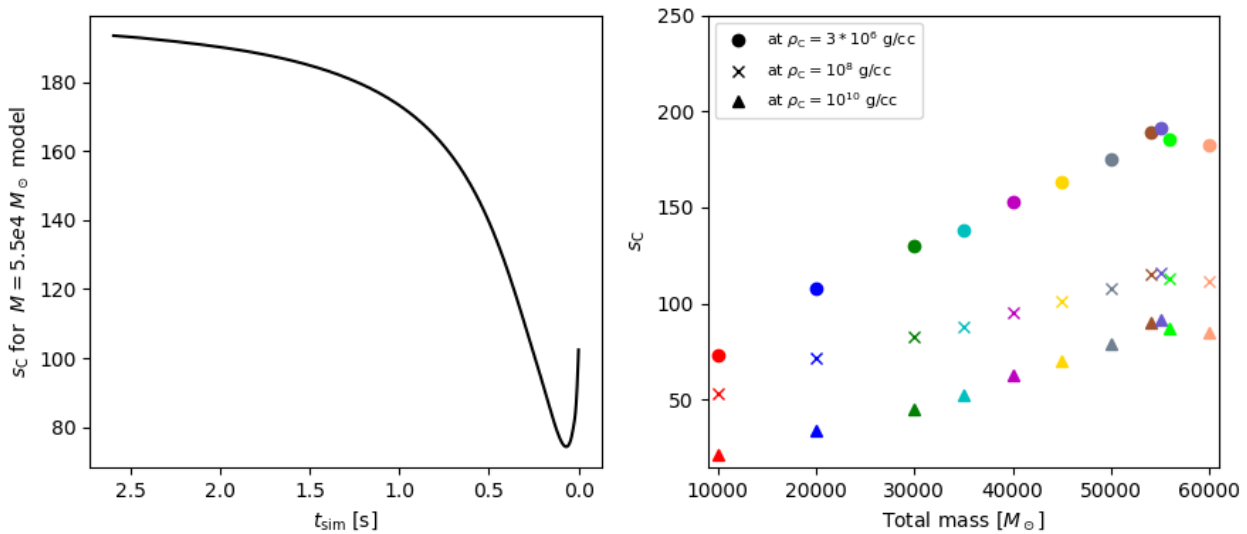 s_C for M = 5.5e4 M_⊙ model
180
160
140
120
100
80
2.5 2.0 1.5 1.0 0.5 0.0
t_sim [s]
s_C
250
200
150
100
50
at ρ_C = 3 * 10^6 g/cc
at ρ_C = 10^8 g/cc
at ρ_C = 10^10 g/cc
10000 20000 30000 40000 50000 60000
Total mass [M_⊙]